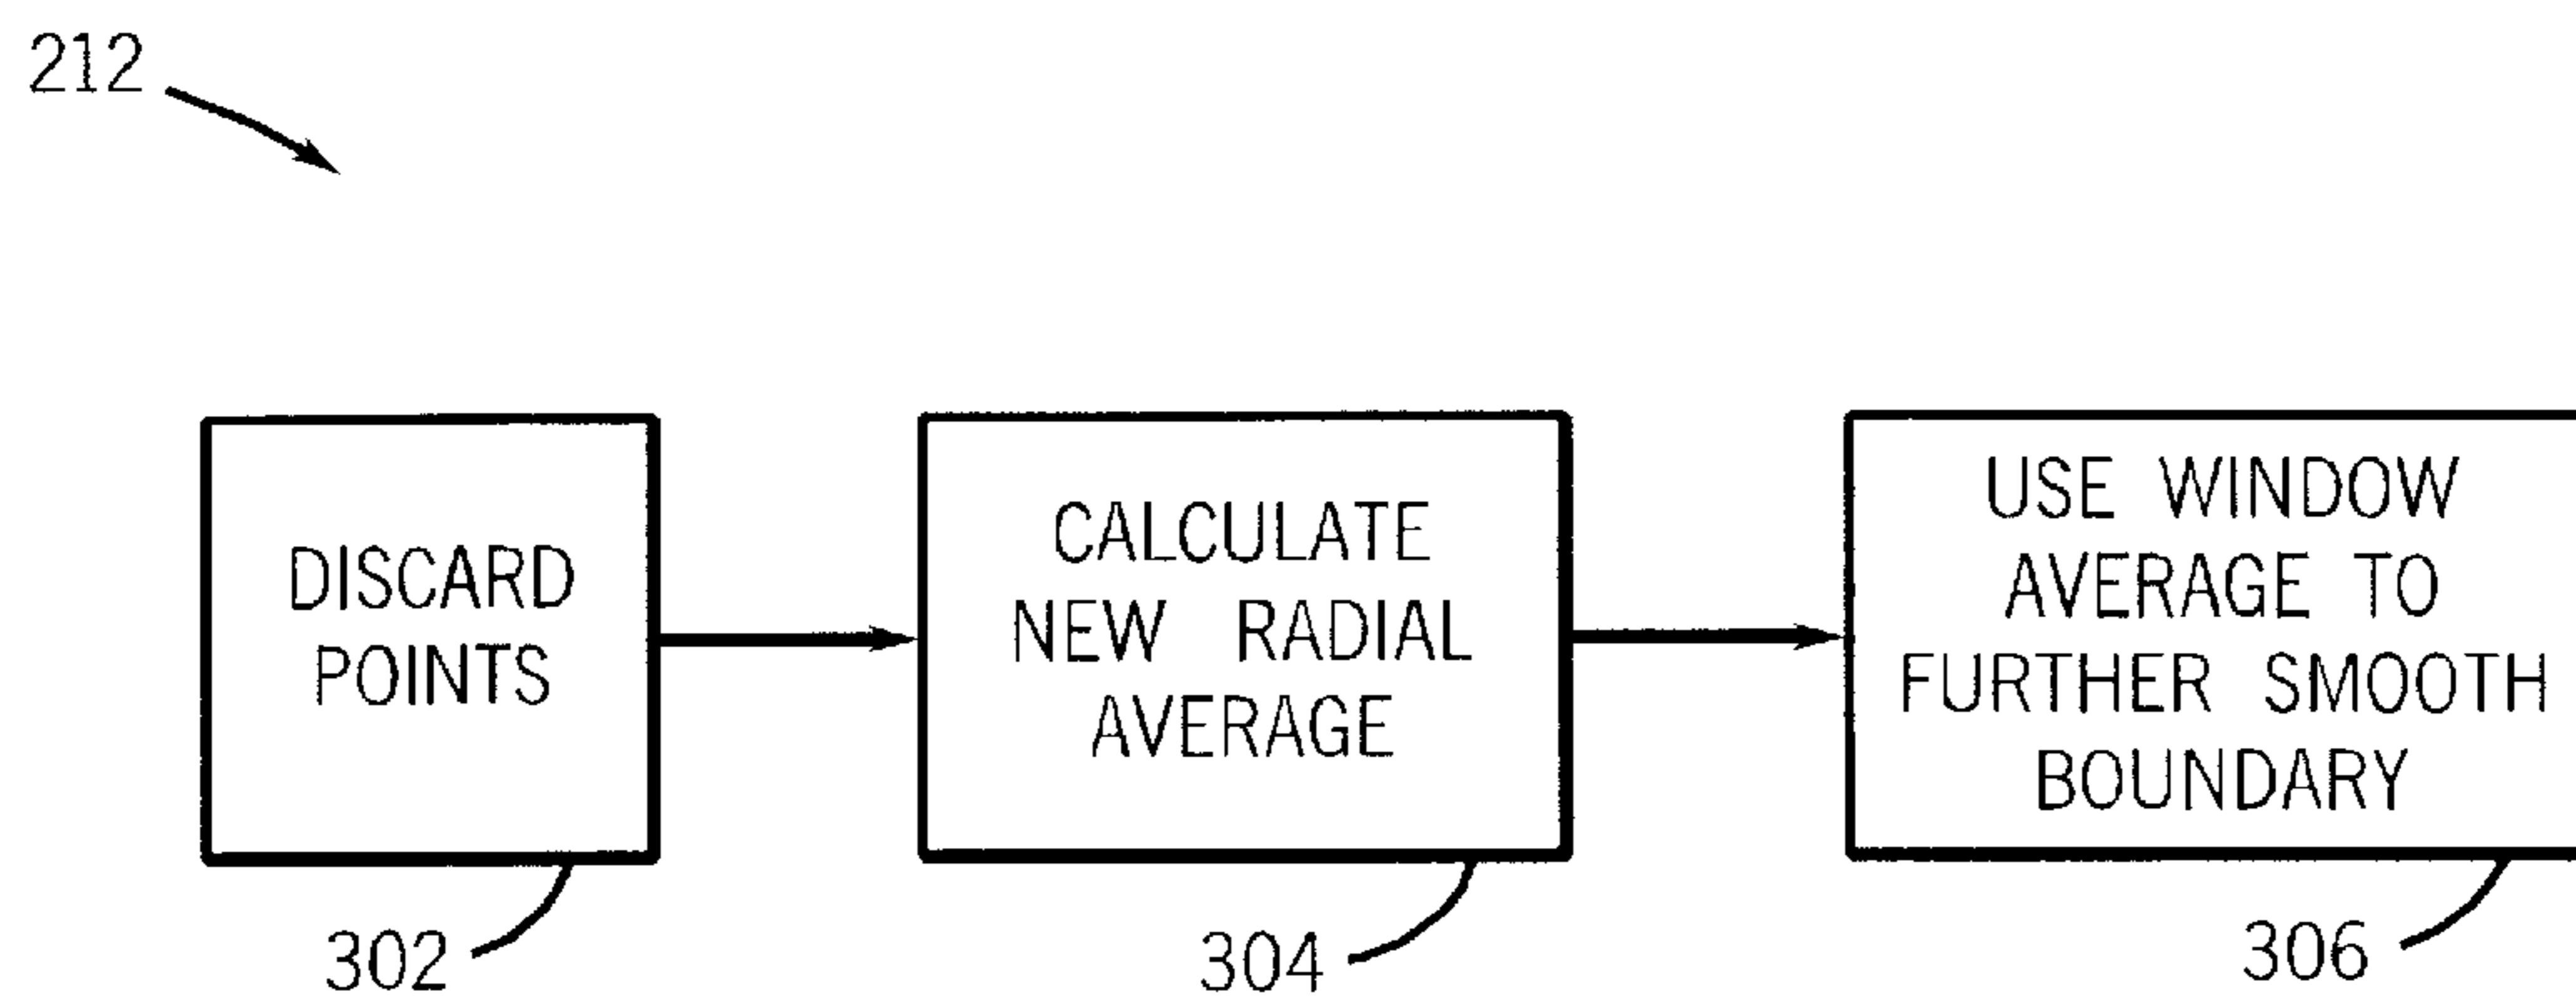 212
DISCARD
POINTS
CALCULATE
NEW RADIAL
AVERAGE
USE WINDOW
AVERAGE TO
FURTHER SMOOTH
BOUNDARY
302
304
306